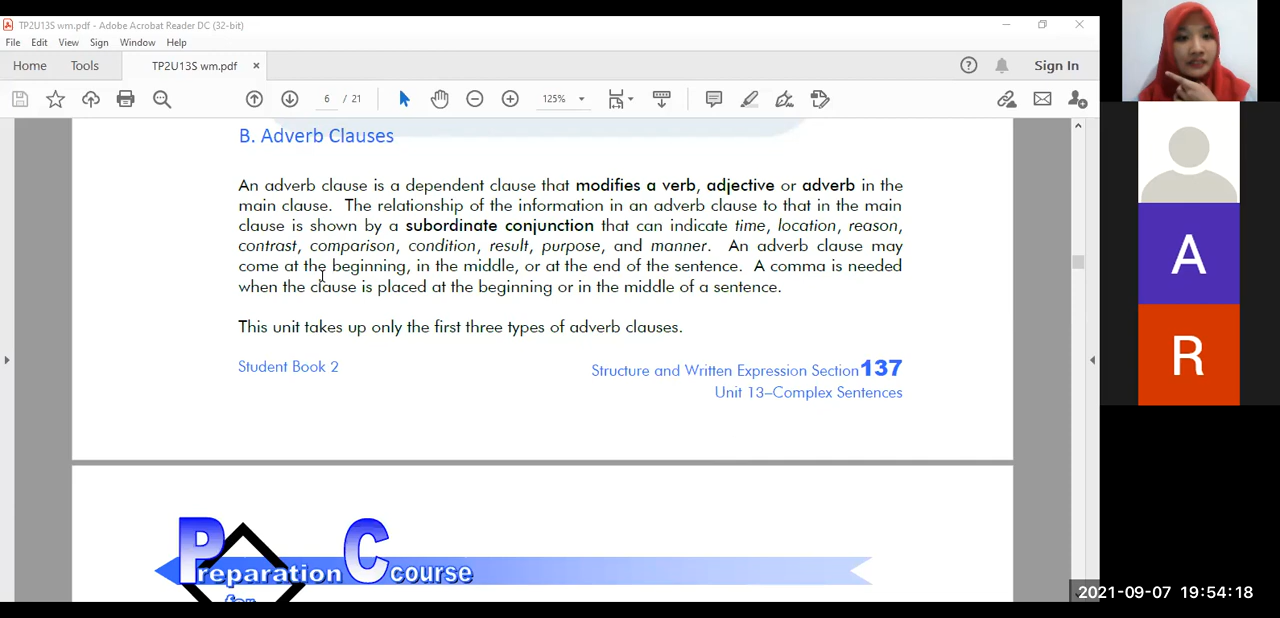 TP2U13S wm.pdf - Adobe Acrobat Reader DC (32-bit)
File Edit View Sign Window Help
Home Tools TP2U13S wm.pdf × Sign In
6 / 21 125%
B. Adverb Clauses
An adverb clause is a dependent clause that modifies a verb, adjective or adverb in the
main clause. The relationship of the information in an adverb clause to that in the main
clause is shown by a subordinate conjunction that can indicate time, location, reason,
contrast, comparison, condition, result, purpose, and manner. An adverb clause may
come at the beginning, in the middle, or at the end of the sentence. A comma is needed
when the clause is placed at the beginning or in the middle of a sentence.
This unit takes up only the first three types of adverb clauses.
Student Book 2
Structure and Written Expression Section 137
Unit 13–Complex Sentences
Preparation Course
for
A
R
2021-09-07 19:54:18